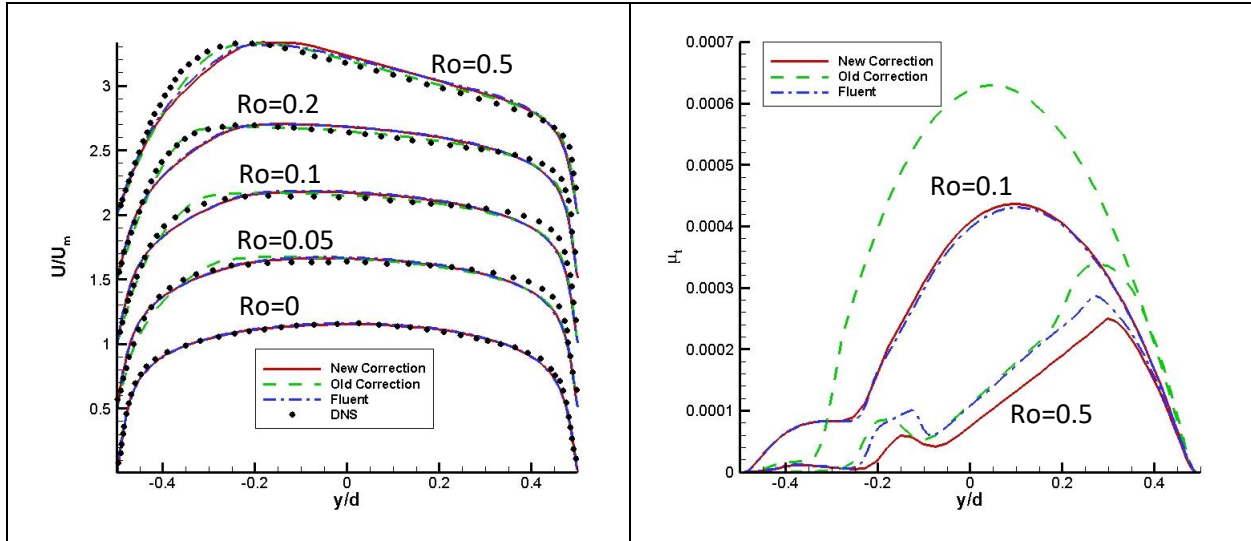 Ro=0.5
Ro=0.2
Ro=0.1
Ro=0.05
Ro=0
U/Um
3
2.5
2
1.5
1
0.5
New Correction
Old Correction
Fluent
DNS
-0.4 -0.2 0 0.2 0.4
y/d
0.0007
0.0006
0.0005
0.0004
0.0003
0.0002
0.0001
0
μt
New Correction
Old Correction
Fluent
Ro=0.1
Ro=0.5
-0.4 -0.2 0 0.2 0.4
y/d